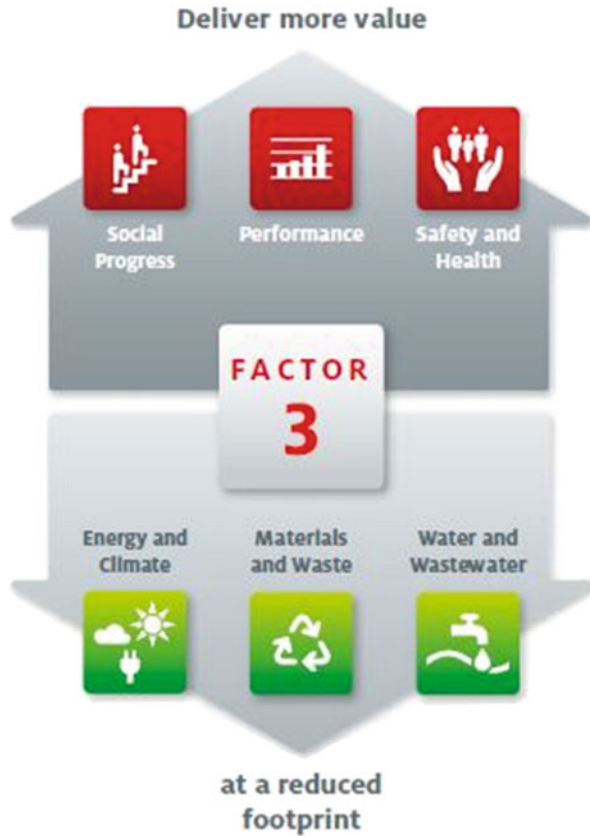 Deliver more value
Social
Progress
Performance
Safety and
Health
FACTOR
3
Energy and
Climate
Materials
and Waste
Water and
Wastewater
at a reduced
footprint